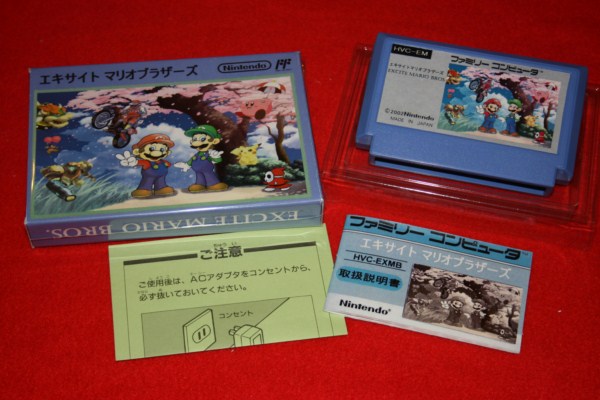 エキサイト マリオブラザーズ
Nintendo
EXCITE MARIO BROS.
HVC-EM
ファミリー コンピュータ
エキサイトマリオブラザーズ
EXCITE MARIO BROS.
Nintendo
MADE IN JAPAN
ちゅうい
ご注意
ご使用後は、ACアダプタをコンセントから、
必ず抜いておいてください。
コンセント
ファミリー コンピュータ
エキサイト マリオブラザーズ
HVC-EXMB
取扱説明書
Nintendo